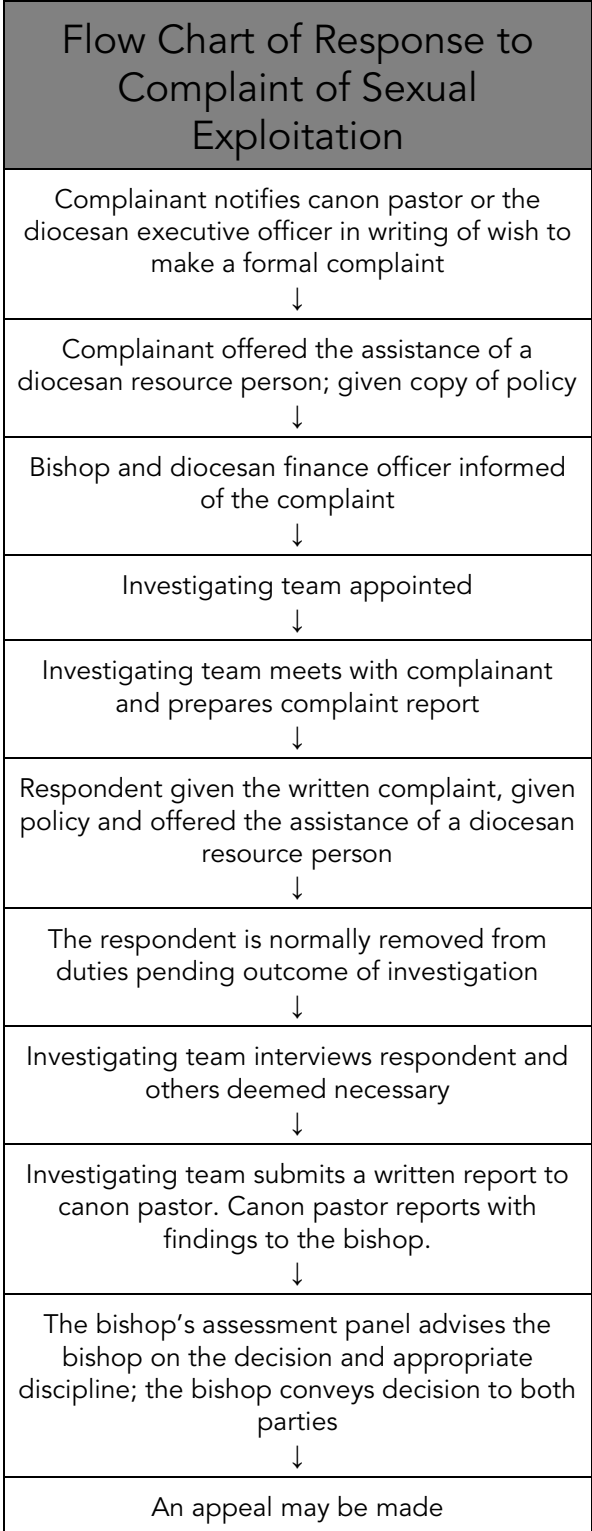 Flow Chart of Response to
Complaint of Sexual
Exploitation
Complainant notifies canon pastor or the
diocesan executive officer in writing of wish to
make a formal complaint
↓
Complainant offered the assistance of a
diocesan resource person; given copy of policy
↓
Bishop and diocesan finance officer informed
of the complaint
↓
Investigating team appointed
↓
Investigating team meets with complainant
and prepares complaint report
↓
Respondent given the written complaint, given
policy and offered the assistance of a diocesan
resource person
↓
The respondent is normally removed from
duties pending outcome of investigation
↓
Investigating team interviews respondent and
others deemed necessary
↓
Investigating team submits a written report to
canon pastor. Canon pastor reports with
findings to the bishop.
↓
The bishop’s assessment panel advises the
bishop on the decision and appropriate
discipline; the bishop conveys decision to both
parties
↓
An appeal may be made